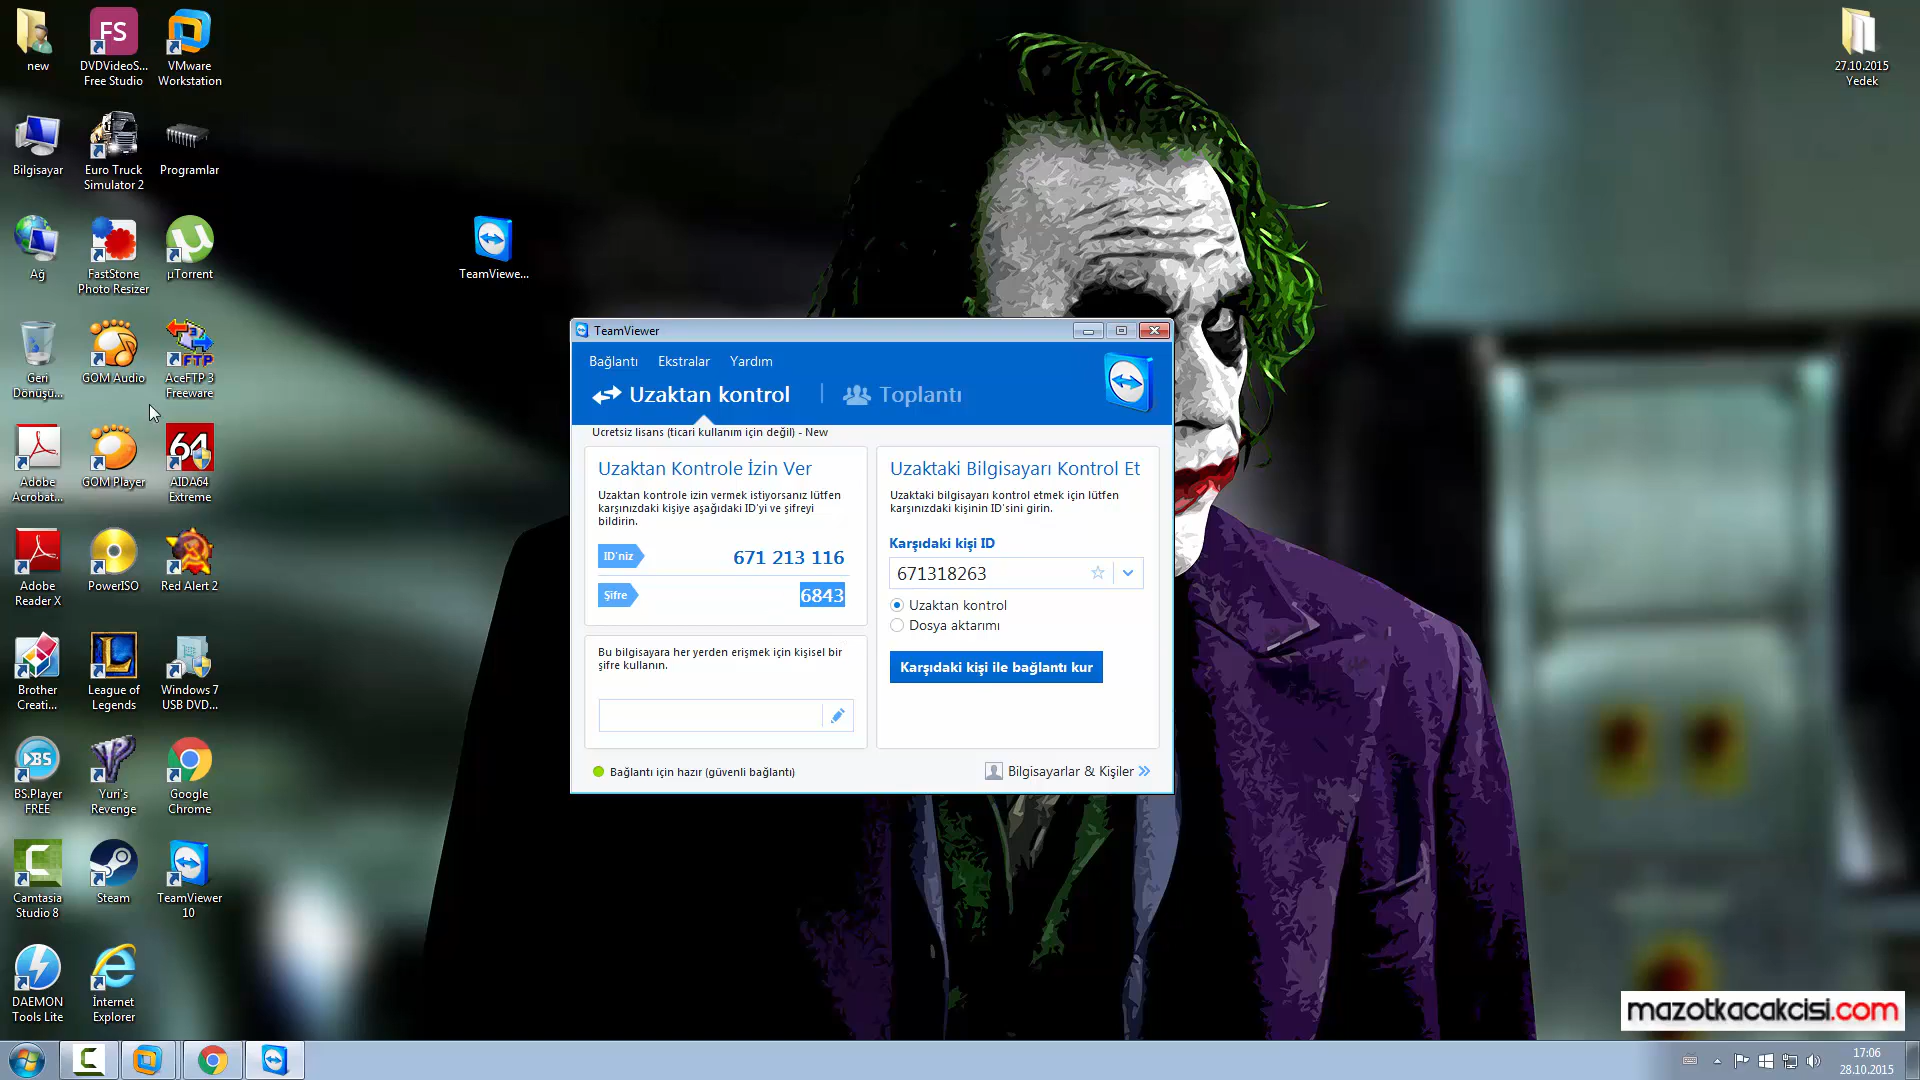 new
FS
DVDVideoS...
Free Studio
VMware
Workstation
27.10.2015
Yedek
Bilgisayar
Euro Truck
Simulator 2
Programlar
Ağ
FastStone
Photo Resizer
µTorrent
TeamViewe...
Geri
Dönüşü...
GOM Audio
FTP
AceFTP 3
Freeware
Adobe
Acrobat...
GOM Player
64
AIDA64
Extreme
Adobe
Reader X
PowerISO
Red Alert 2
Brother
Creati...
League of
Legends
Windows 7
USB DVD...
BS
BS.Player
FREE
Yuri's
Revenge
Google
Chrome
Camtasia
Studio 8
Steam
TeamViewer
10
DAEMON
Tools Lite
İnternet
Explorer
TeamViewer
Bağlantı Ekstralar Yardım
Uzaktan kontrol | Toplantı
Ücretsiz lisans (ticari kullanım için değil) - New
Uzaktan Kontrole İzin Ver
Uzaktan kontrole izin vermek istiyorsanız lütfen
karşınızdaki kişiye aşağıdaki ID'yi ve şifreyi
bildirin.
ID'niz 671 213 116
Şifre 6843
Bu bilgisayara her yerden erişmek için kişisel bir
şifre kullanın.
Uzaktaki Bilgisayarı Kontrol Et
Uzaktaki bilgisayarı kontrol etmek için lütfen
karşınızdaki kişinin ID'sini girin.
Karşıdaki kişi ID
671318263
Uzaktan kontrol
Dosya aktarımı
Karşıdaki kişi ile bağlantı kur
Bağlantı için hazır (güvenli bağlantı)
Bilgisayarlar & Kişiler
mazotkacakcisi.com
17:06
28.10.2015